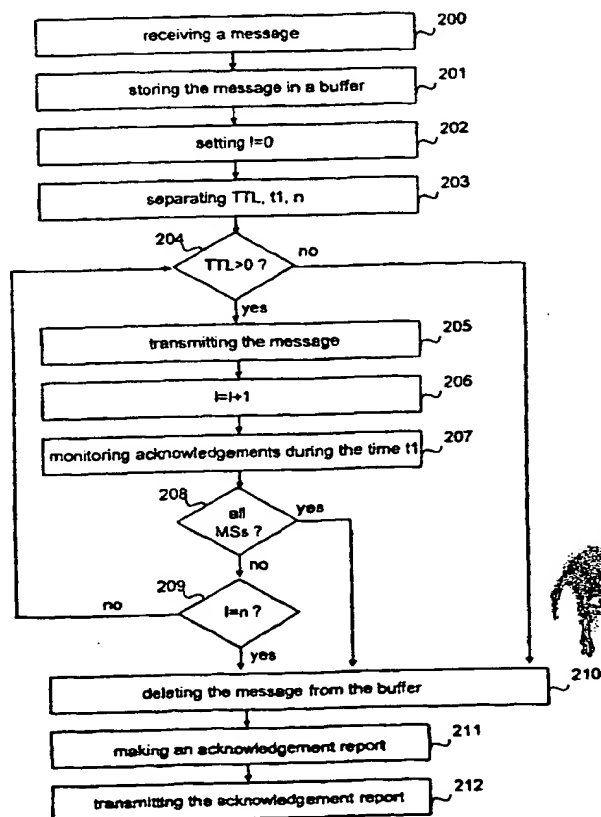 receiving a message 200
storing the message in a buffer 201
setting I=0 202
separating TTL, t1, n 203
204 TTL>0 ? no
yes
transmitting the message 205
I=I+1 206
monitoring acknowledgements during the time t1 207
208 all yes
MSs ?
no
209 no I=n ?
yes
deleting the message from the buffer 210
making an acknowledgement report 211
transmitting the acknowledgement report 212